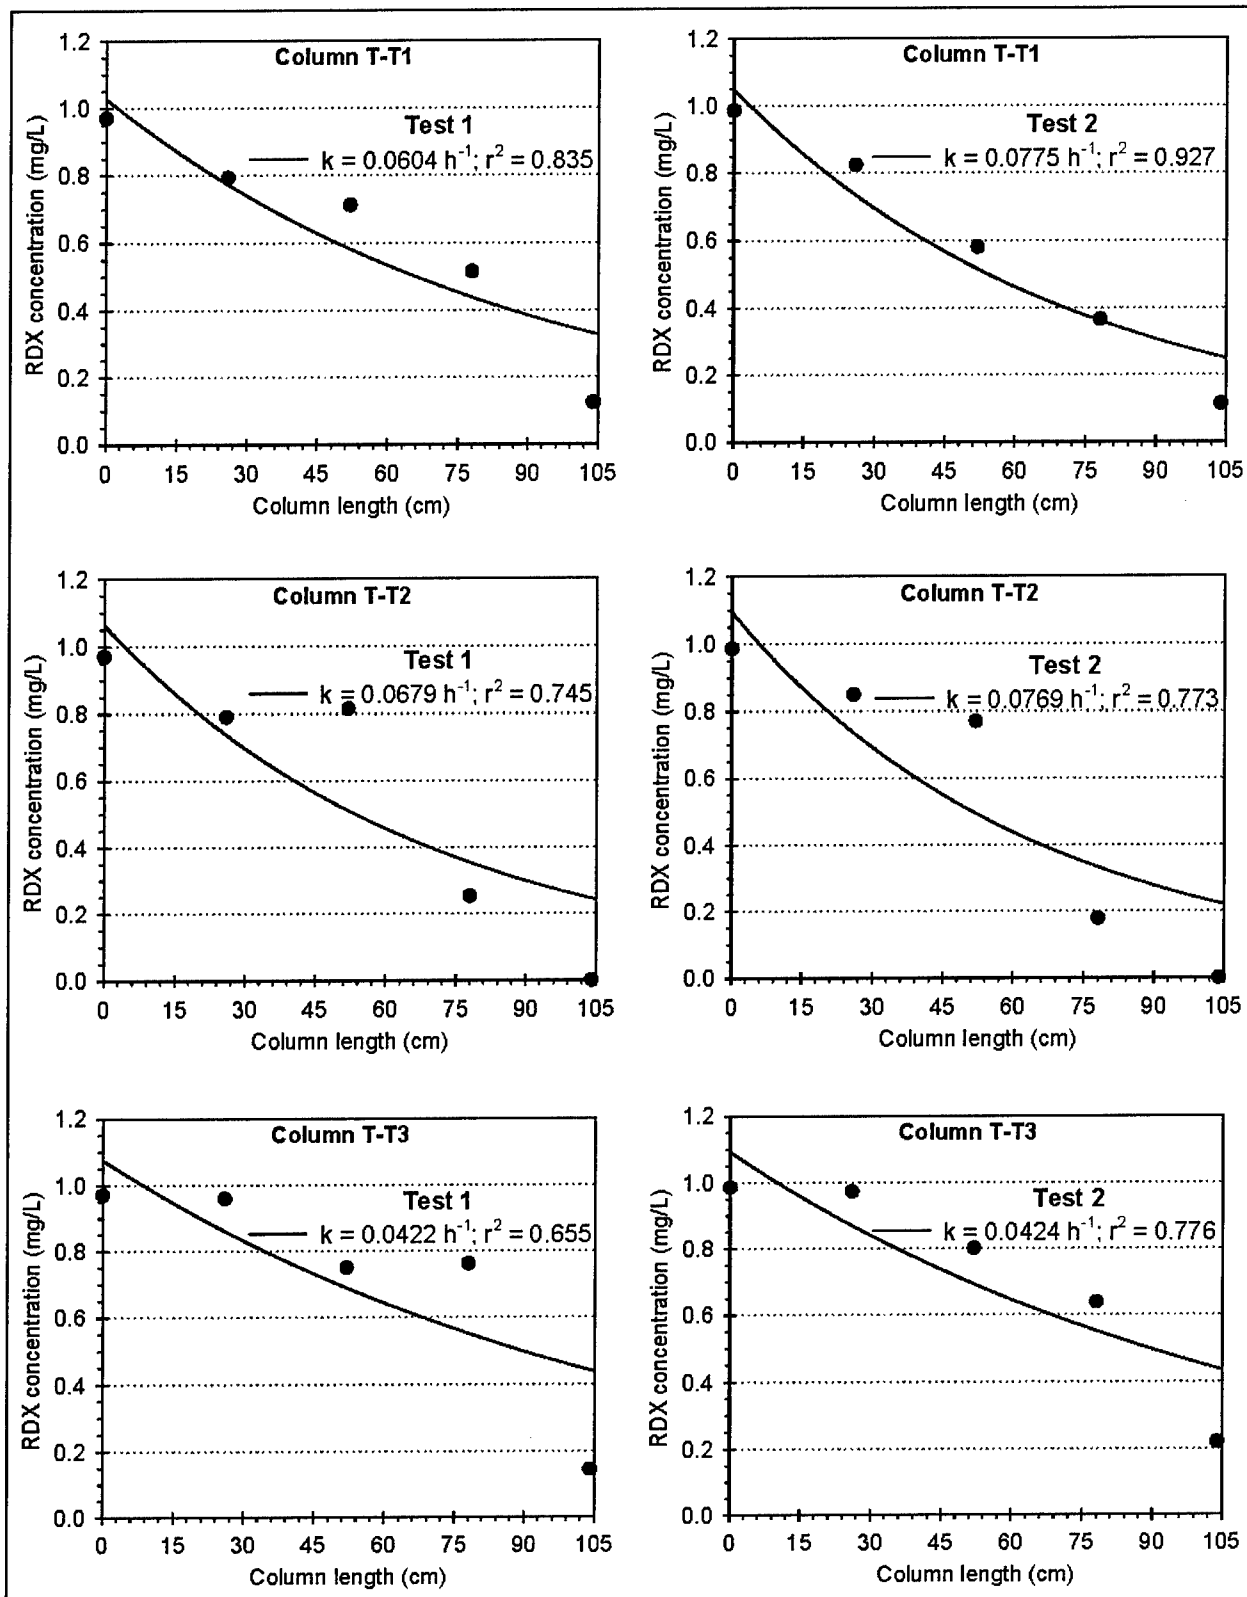 Column T-T1
Test 1
k = 0.0604 h⁻¹; r² = 0.835
RDX concentration (mg/L)
1.2
1.0
0.8
0.6
0.4
0.2
0.0
0 15 30 45 60 75 90 105
Column length (cm)
Column T-T1
Test 2
k = 0.0775 h⁻¹; r² = 0.927
RDX concentration (mg/L)
1.2
1.0
0.8
0.6
0.4
0.2
0.0
0 15 30 45 60 75 90 105
Column length (cm)
Column T-T2
Test 1
k = 0.0679 h⁻¹; r² = 0.745
RDX concentration (mg/L)
1.2
1.0
0.8
0.6
0.4
0.2
0.0
0 15 30 45 60 75 90 105
Column length (cm)
Column T-T2
Test 2
k = 0.0769 h⁻¹; r² = 0.773
RDX concentration (mg/L)
1.2
1.0
0.8
0.6
0.4
0.2
0.0
0 15 30 45 60 75 90 105
Column length (cm)
Column T-T3
Test 1
k = 0.0422 h⁻¹; r² = 0.655
RDX concentration (mg/L)
1.2
1.0
0.8
0.6
0.4
0.2
0.0
0 15 30 45 60 75 90 105
Column length (cm)
Column T-T3
Test 2
k = 0.0424 h⁻¹; r² = 0.776
RDX concentration (mg/L)
1.2
1.0
0.8
0.6
0.4
0.2
0.0
0 15 30 45 60 75 90 105
Column length (cm)